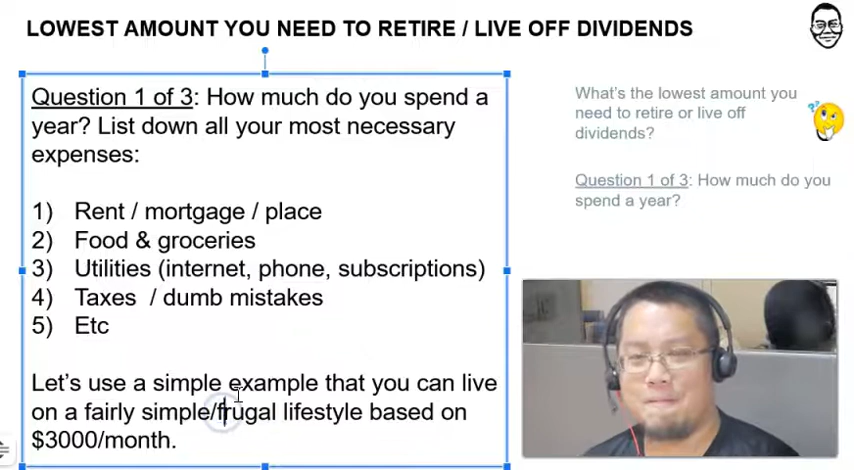 LOWEST AMOUNT YOU NEED TO RETIRE / LIVE OFF DIVIDENDS
Question 1 of 3: How much do you spend a
year? List down all your most necessary
expenses:
1) Rent / mortgage / place
2) Food & groceries
3) Utilities (internet, phone, subscriptions)
4) Taxes / dumb mistakes
5) Etc
Let's use a simple example that you can live
on a fairly simple/frugal lifestyle based on
$3000/month.
What's the lowest amount you
need to retire or live off
dividends?
??
Question 1 of 3: How much do you
spend a year?